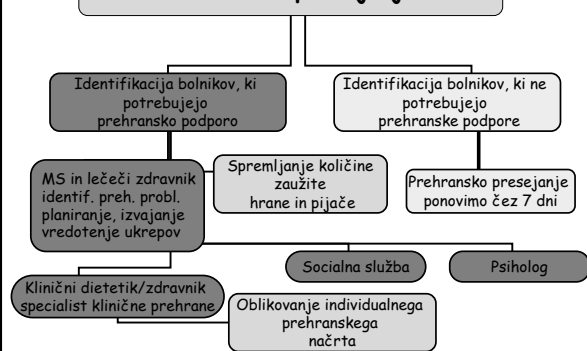 Identifikacija bolnikov, ki
potrebujejo
prehransko podporo
Identifikacija bolnikov, ki ne
potrebujejo
prehranske podpore
MS in lečeči zdravnik
identif. preh. probl.
planiranje, izvajanje
vredotenje ukrepov
Spremljanje količine
zaužite
hrane in pijače
Prehransko presejanje
ponovimo čez 7 dni
Socialna služba
Psiholog
Klinični dietetik/zdravnik
specialist klinične prehrane
Oblikovanje individualnega
prehranskega
načrta